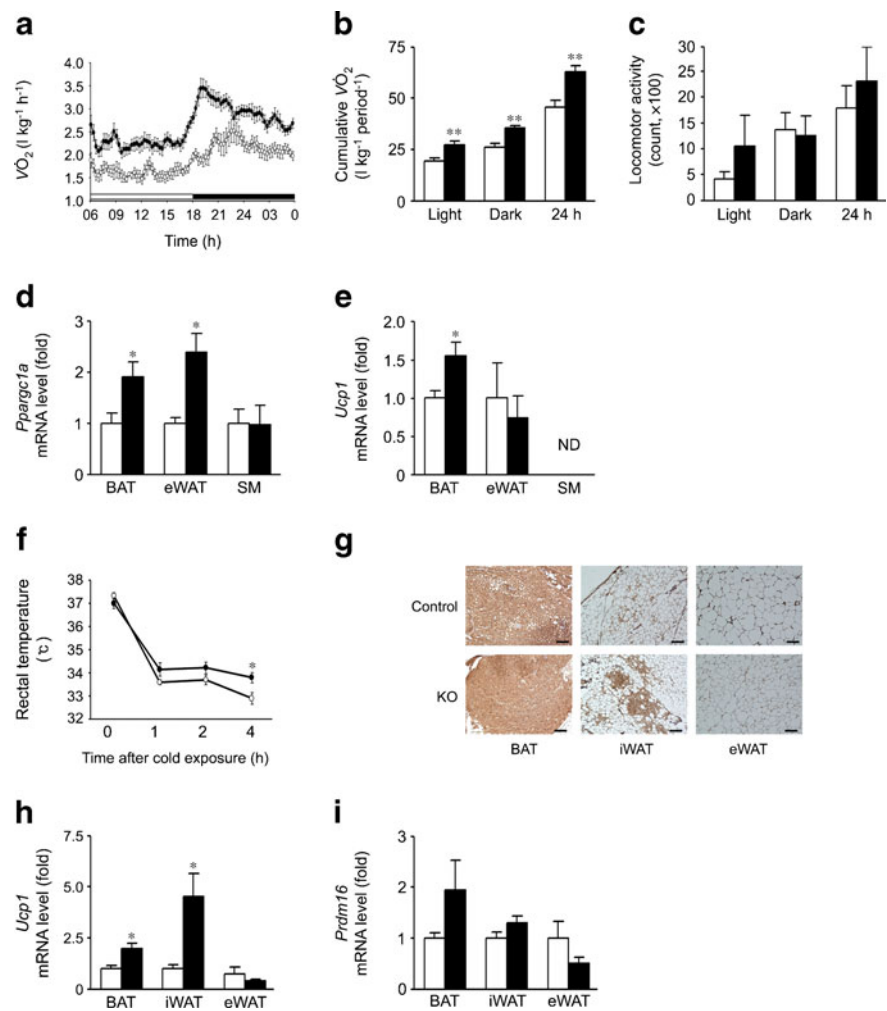 a
V̇O₂ (l kg⁻¹ h⁻¹)
4.0
3.5
3.0
2.5
2.0
1.5
1.0
06 09 12 15 18 21 24 03 0
Time (h)
b
Cumulative V̇O₂
(l kg⁻¹ period⁻¹)
75
50
25
0
** ** **
Light Dark 24 h
c
Locomotor activity
(count, ×100)
30
25
20
15
10
5
0
Light Dark 24 h
d
Ppargc1a
mRNA level (fold)
3
2
1
0
* *
BAT eWAT SM
e
Ucp1
mRNA level (fold)
2.0
1.5
1.0
0.5
0
*
ND
BAT eWAT SM
f
Rectal temperature
(℃)
38
37
36
35
34
33
32
*
0 1 2 4
Time after cold exposure (h)
g
Control
KO
BAT iWAT eWAT
h
Ucp1
mRNA level (fold)
7.5
5.0
2.5
0
* *
BAT iWAT eWAT
i
Prdm16
mRNA level (fold)
3
2
1
0
BAT iWAT eWAT